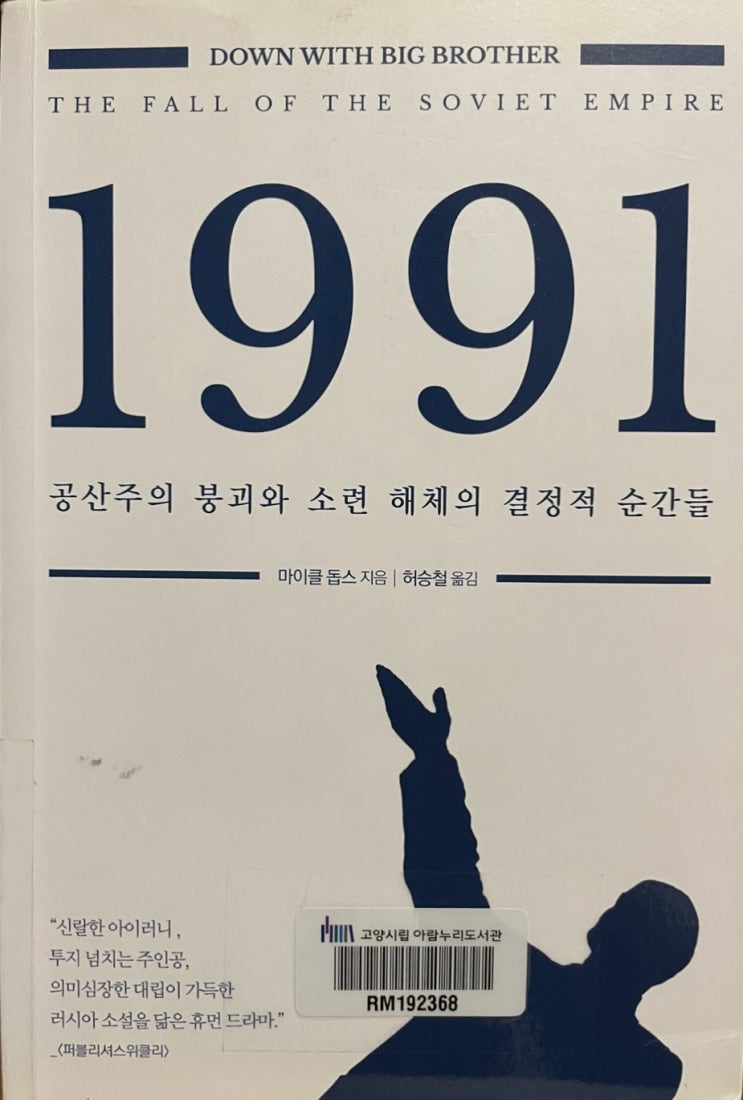 DOWN WITH BIG BROTHER
THE FALL OF THE SOVIET EMPIRE
1991
공산주의 붕괴와 소련 해체의 결정적 순간들
마이클 돕스 지음 | 허승철 옮김
“신랄한 아이러니,
투지 넘치는 주인공,
의미심장한 대립이 가득한
러시아 소설을 닮은 휴먼 드라마.”
_〈퍼블리셔스위클리〉
고양시립 아람누리도서관
RM192368